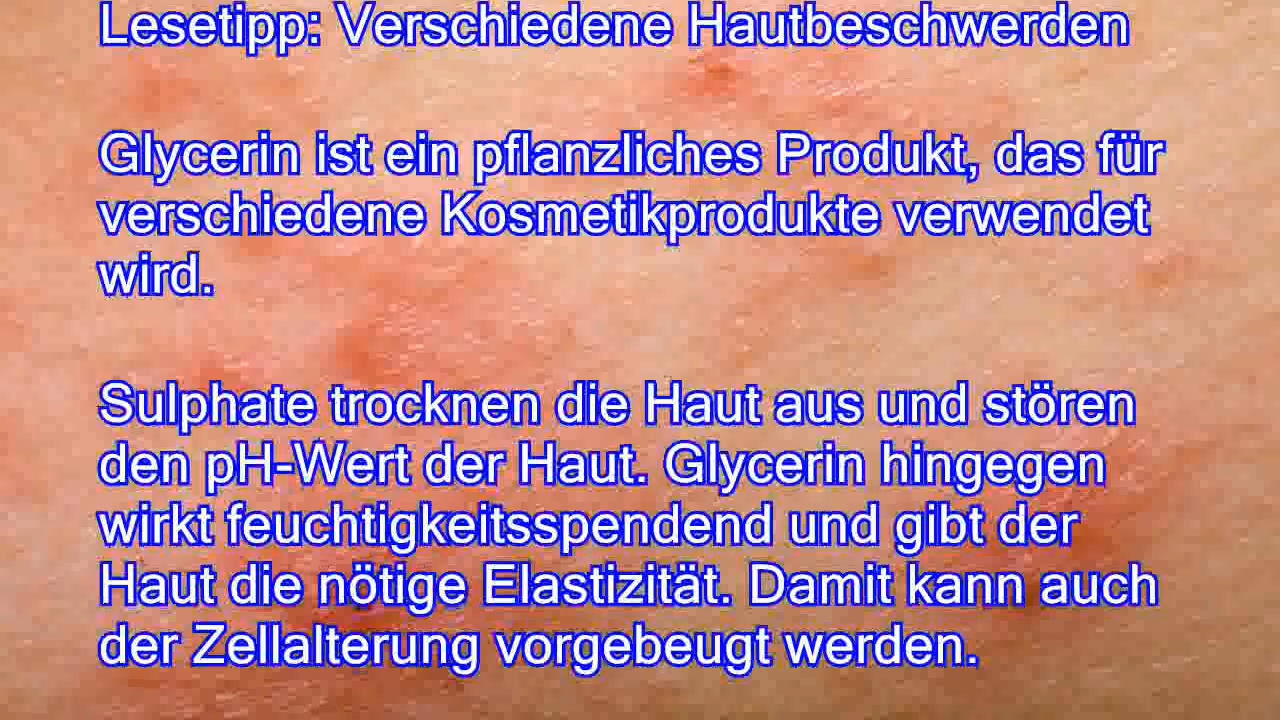 Lesetipp: Verschiedene Hautbeschwerden
Glycerin ist ein pflanzliches Produkt, das für
verschiedene Kosmetikprodukte verwendet
wird.
Sulphate trocknen die Haut aus und stören
den pH-Wert der Haut. Glycerin hingegen
wirkt feuchtigkeitsspendend und gibt der
Haut die nötige Elastizität. Damit kann auch
der Zellalterung vorgebeugt werden.